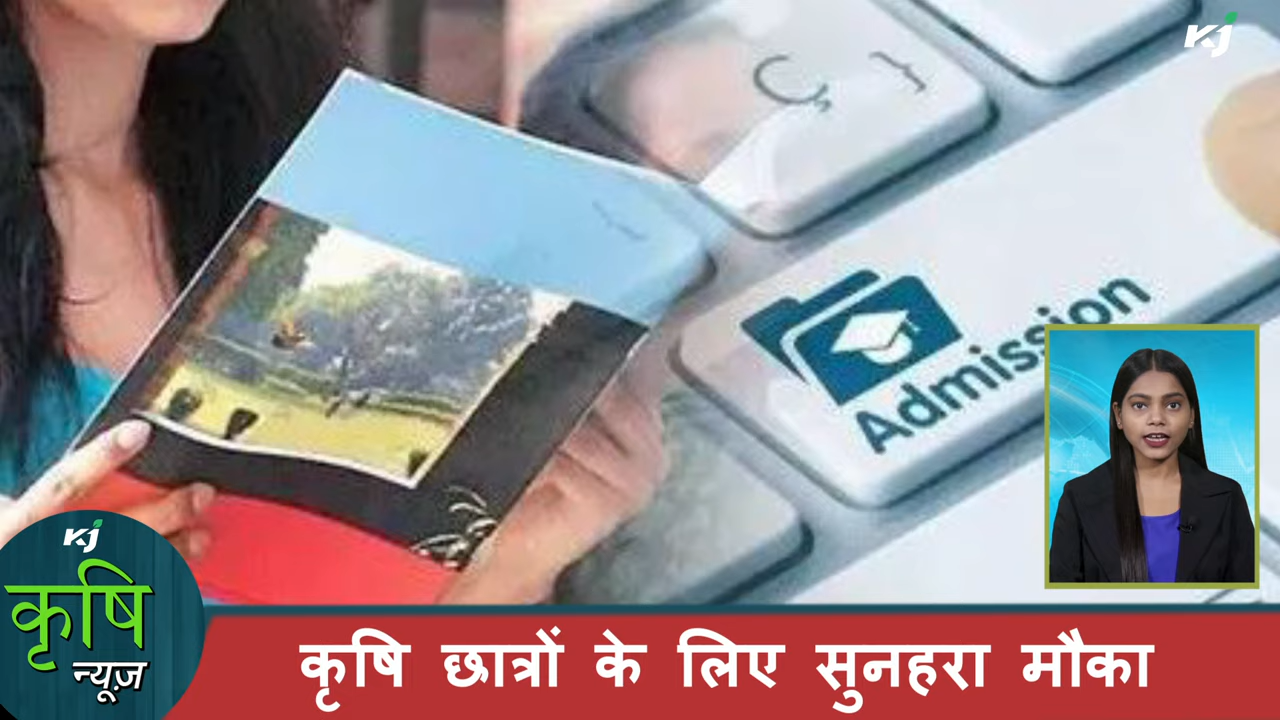 KJ
Ç
Admission
KJ
कृषि
न्यूज़
कृषि छात्रों के लिए सुनहरा मौका